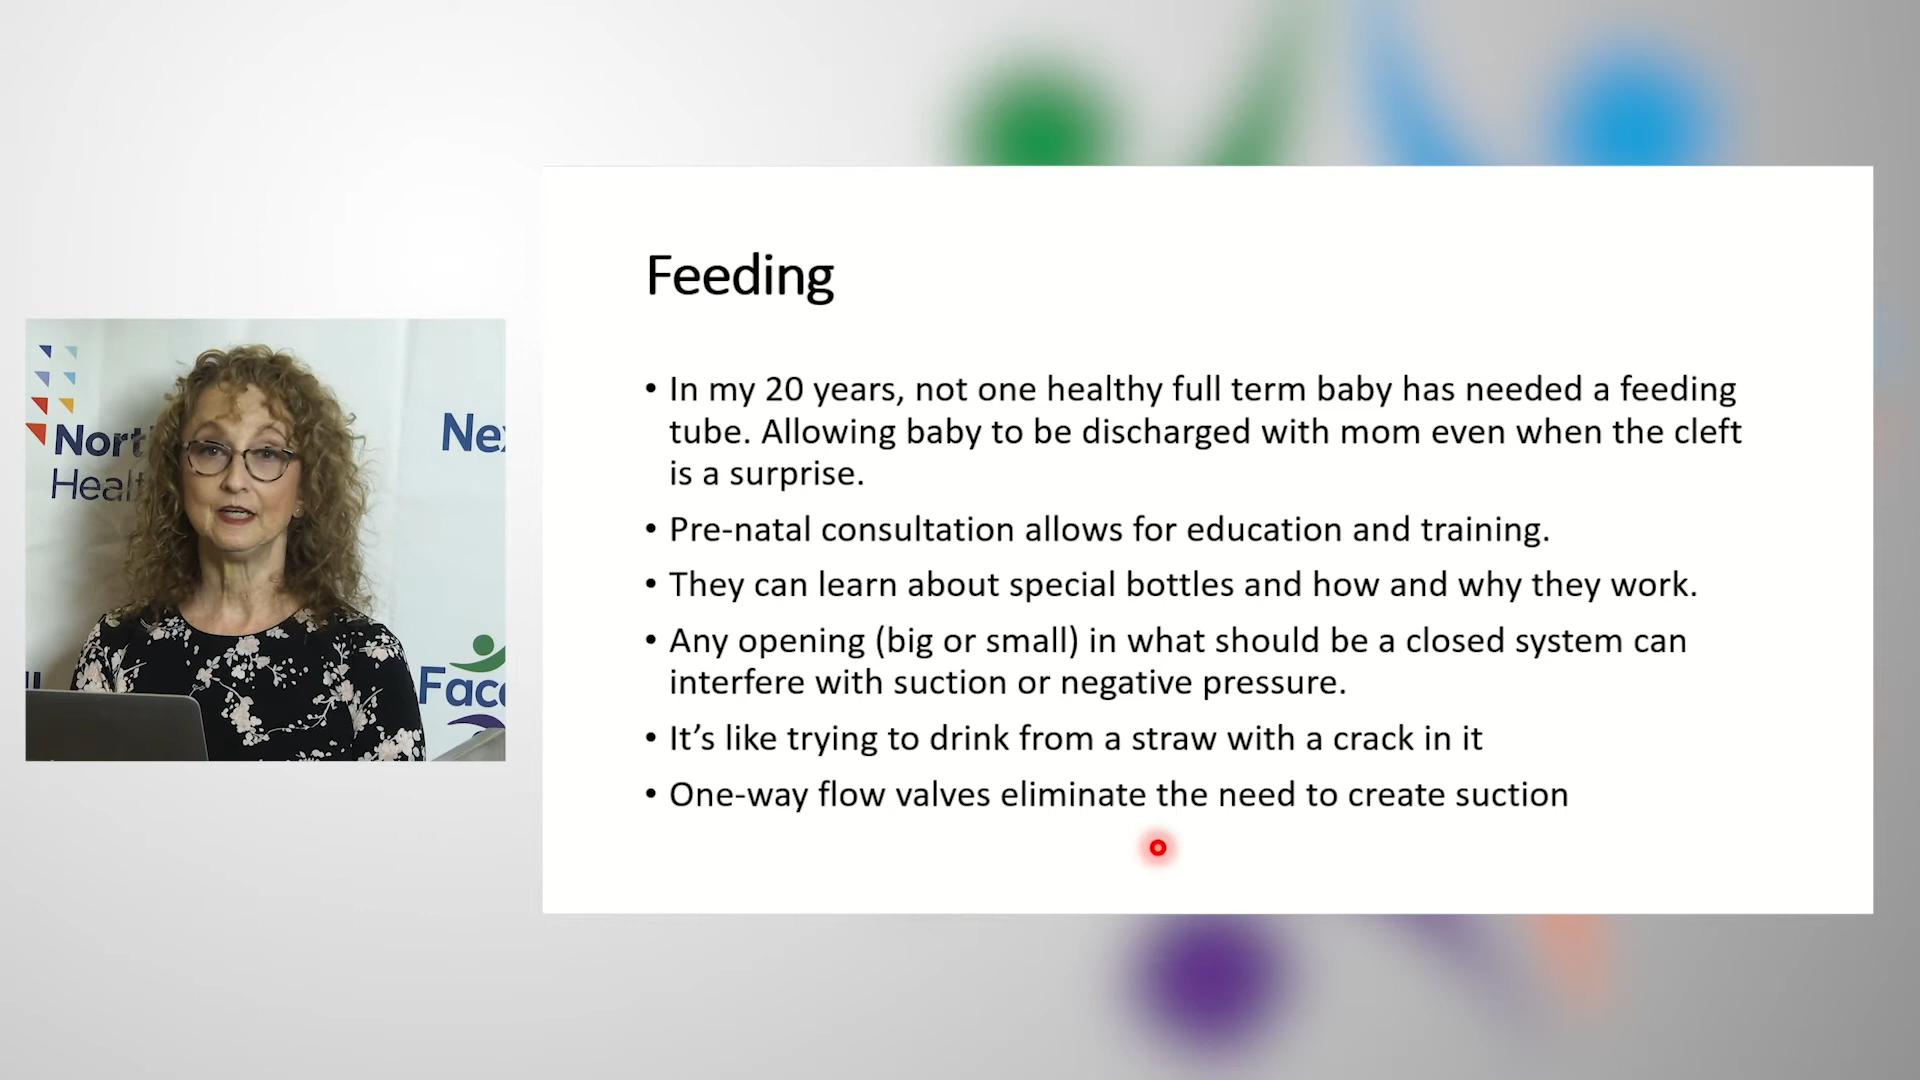 Feeding
• In my 20 years, not one healthy full term baby has needed a feeding
tube. Allowing baby to be discharged with mom even when the cleft
is a surprise.
• Pre-natal consultation allows for education and training.
• They can learn about special bottles and how and why they work.
• Any opening (big or small) in what should be a closed system can
interfere with suction or negative pressure.
• It’s like trying to drink from a straw with a crack in it
• One-way flow valves eliminate the need to create suction